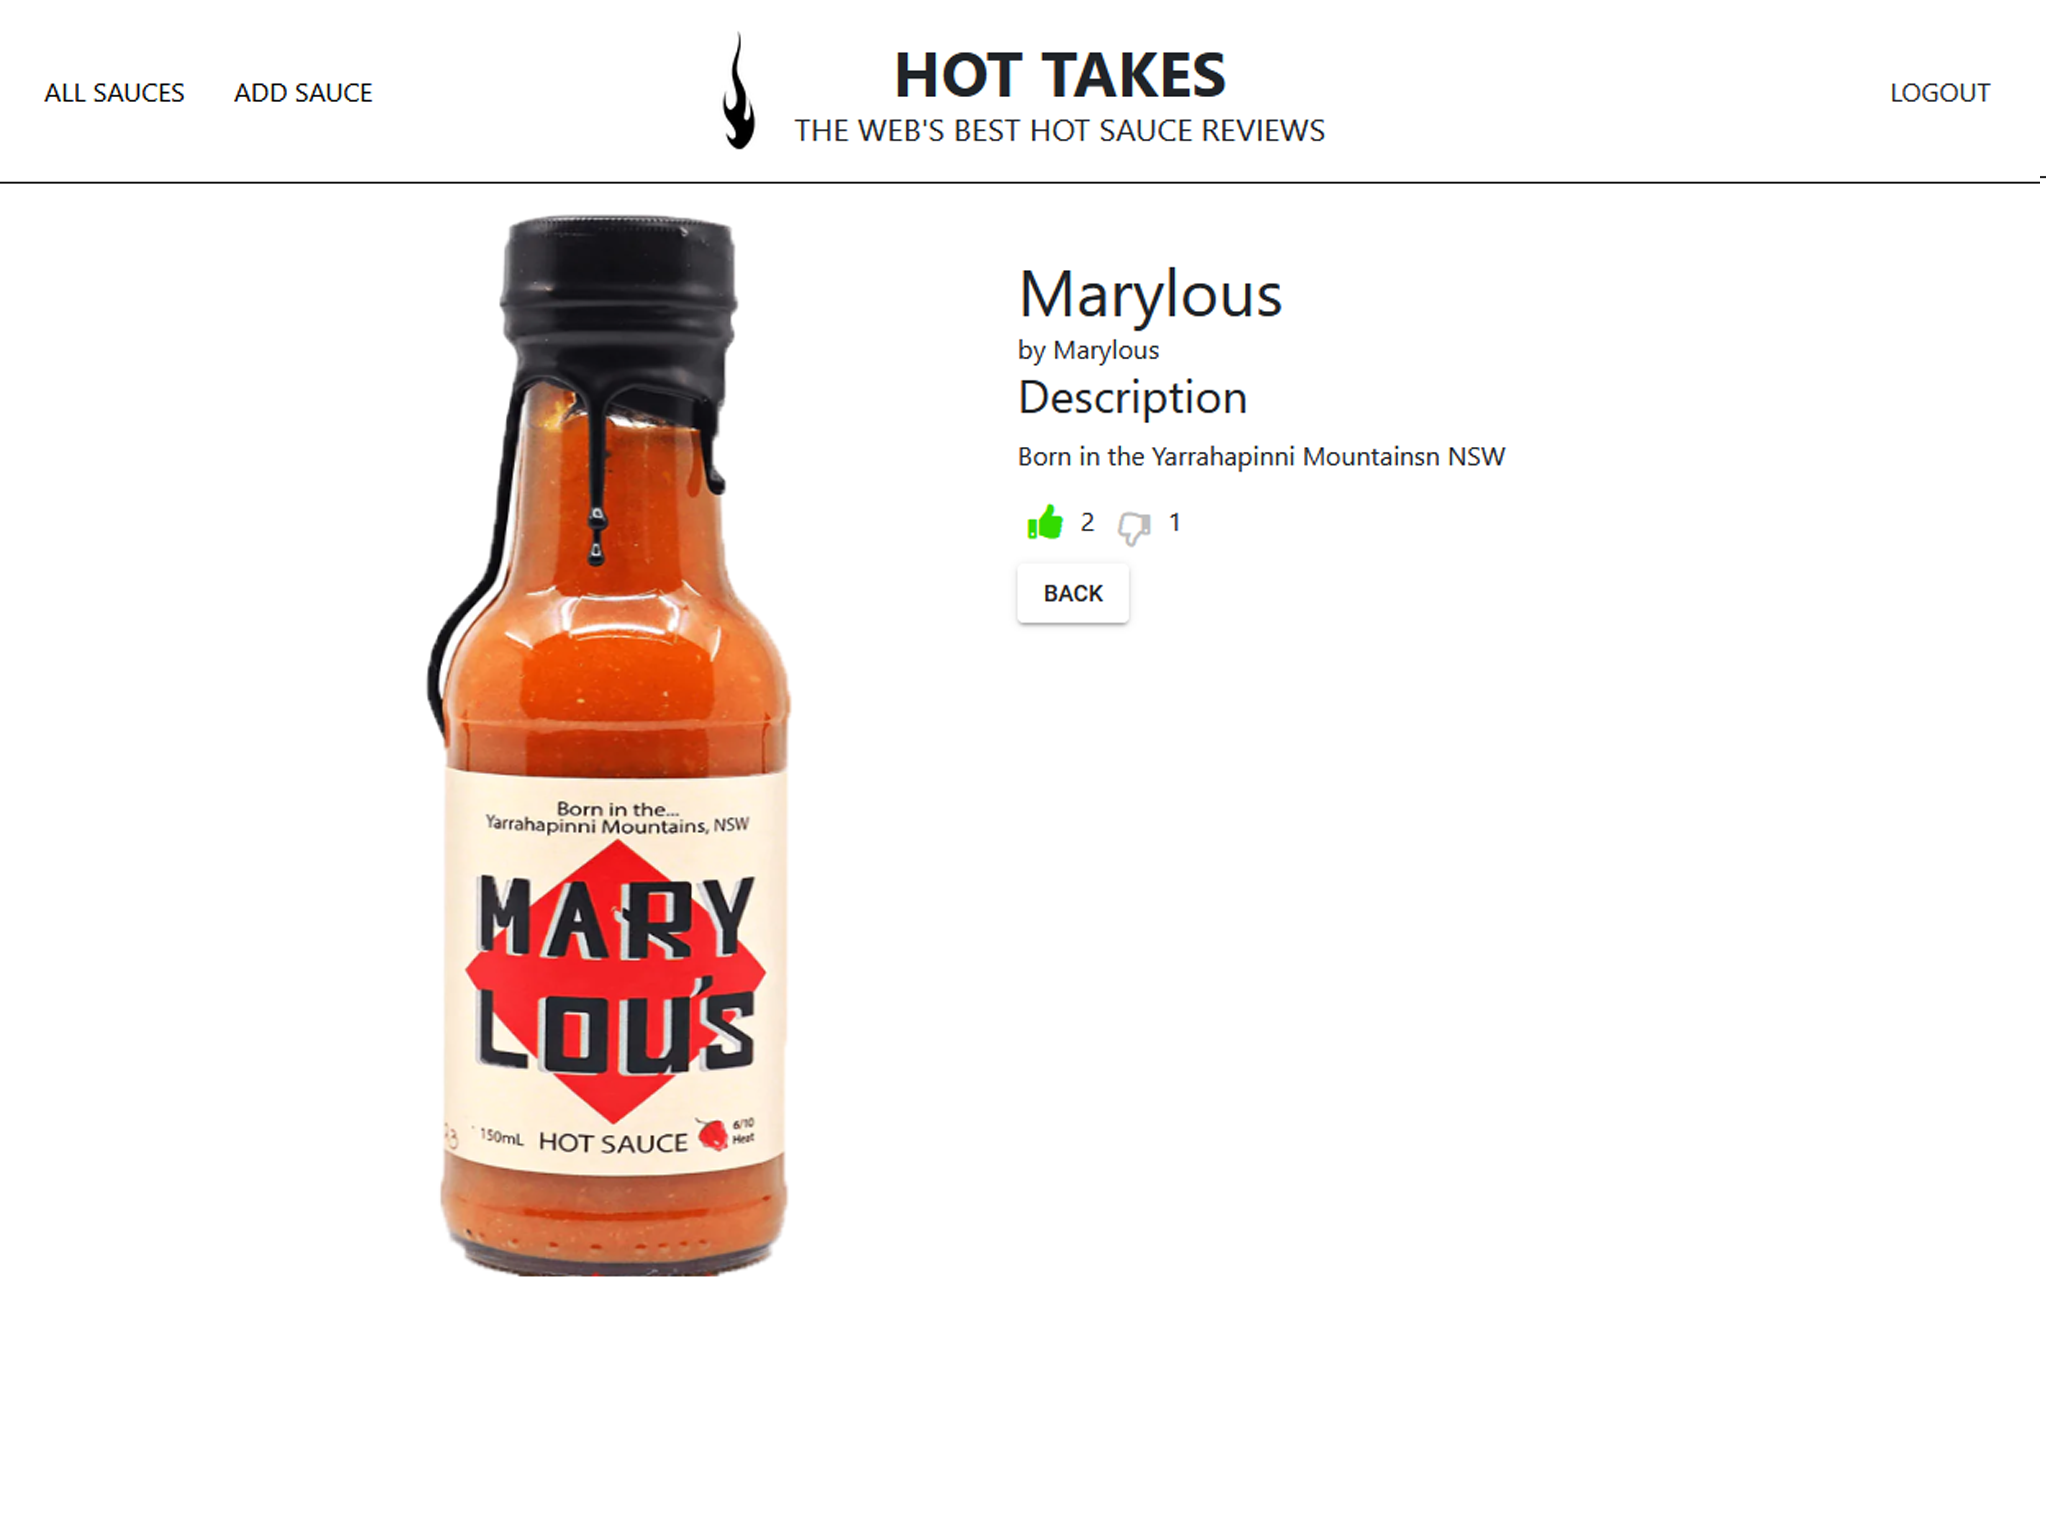 ALL SAUCES
ADD SAUCE
HOT TAKES
THE WEB'S BEST HOT SAUCE REVIEWS
LOGOUT
Marylous
by Marylous
Description
Born in the Yarrahapinni Mountainsn NSW
2
1
BACK
Born in the...
Yarrahapinni Mountains, NSW
MARY
LOU'S
150mL
HOT SAUCE
6/10
Heat